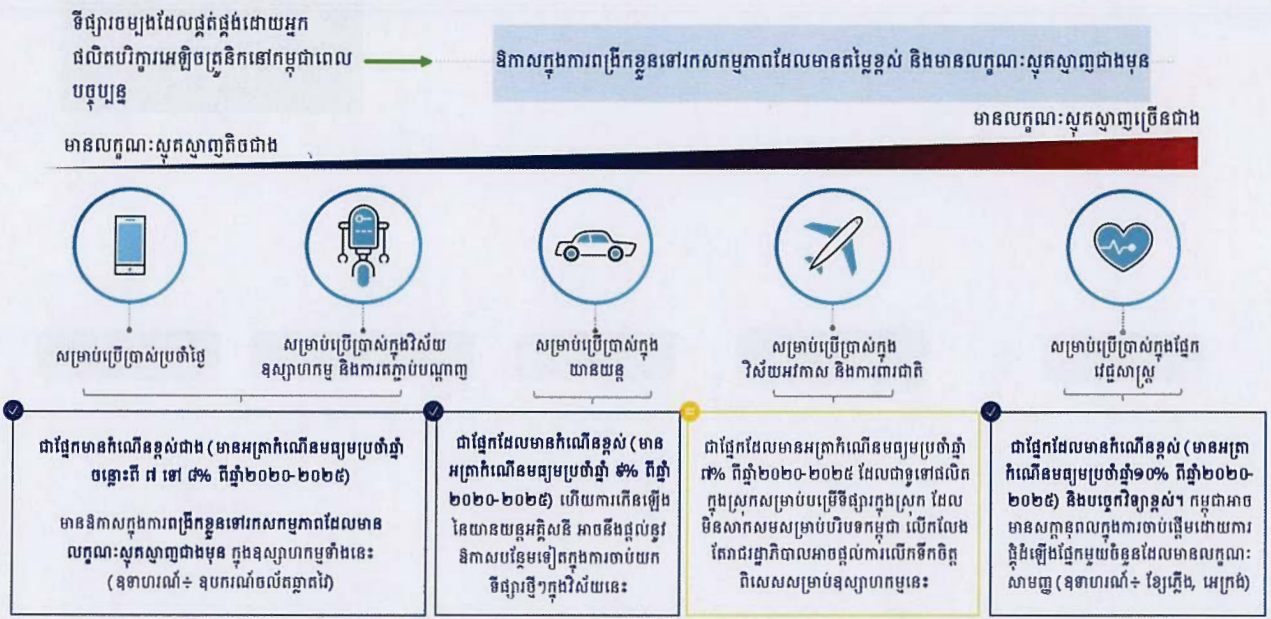 ទីផ្សារចម្បងដែលផ្គត់ផ្គង់ដោយអ្នក
ផលិតបរិក្ខារអេឡិចត្រូនិកនៅកម្ពុជាពេល
បច្ចុប្បន្ន
ឱកាសក្នុងការពង្រីកខ្លួនទៅរកសកម្មភាពដែលមានតម្លៃខ្ពស់ និងមានលក្ខណៈស្មុគស្មាញជាងមុន
មានលក្ខណៈស្មុគស្មាញតិចជាង
មានលក្ខណៈស្មុគស្មាញច្រើនជាង
សម្រាប់ប្រើប្រាស់ប្រចាំថ្ងៃ
សម្រាប់ប្រើប្រាស់ក្នុងវិស័យ
ឧស្សាហកម្ម និងការតភ្ជាប់បណ្តាញ
សម្រាប់ប្រើប្រាស់ក្នុង
យានយន្ត
សម្រាប់ប្រើប្រាស់ក្នុង
វិស័យអវកាស និងការពារជាតិ
សម្រាប់ប្រើប្រាស់ក្នុងផ្នែក
វេជ្ជសាស្ត្រ
ជាផ្នែកមានកំណើនខ្ពស់ជាង (មានអត្រាកំណើនមធ្យមប្រចាំឆ្នាំ
ចន្លោះពី ៧ ទៅ ៨% ពីឆ្នាំ២០២០-២០២៥)
មានឱកាសក្នុងការពង្រីកខ្លួនទៅរកសកម្មភាពដែលមាន
លក្ខណៈស្មុគស្មាញជាងមុន ក្នុងឧស្សាហកម្មទាំងនេះ
(ឧទាហរណ៍៖ ឧបករណ៍ចល័តឆ្លាតវៃ)
ជាផ្នែកដែលមានកំណើនខ្ពស់ (មាន
អត្រាកំណើនមធ្យមប្រចាំឆ្នាំ ៩% ពីឆ្នាំ
២០២០-២០២៥) ហើយការកើនឡើង
នៃយានយន្តអគ្គិសនី អាចនឹងផ្តល់នូវ
ឱកាសបន្ថែមទៀតក្នុងការចាប់យក
ទីផ្សារថ្មីៗក្នុងវិស័យនេះ
ជាផ្នែកដែលមានអត្រាកំណើនមធ្យមប្រចាំឆ្នាំ
៧% ពីឆ្នាំ២០២០-២០២៥ ដែលជាទូទៅផលិត
ក្នុងស្រុកសម្រាប់បម្រើទីផ្សារក្នុងស្រុក ដែល
មិនសាកសមសម្រាប់បរិបទកម្ពុជា លើកលែង
តែរាជរដ្ឋាភិបាលអាចផ្តល់ការលើកទឹកចិត្ត
ពិសេសសម្រាប់ឧស្សាហកម្មនេះ
ជាផ្នែកដែលមានកំណើនខ្ពស់ (មានអត្រា
កំណើនមធ្យមប្រចាំឆ្នាំ១០% ពីឆ្នាំ២០២០-
២០២៥) និងបច្ចេកវិទ្យាខ្ពស់។ កម្ពុជាអាច
មានសក្តានុពលក្នុងការចាប់ផ្តើមដោយការ
ផ្គុំដំឡើងផ្នែកមួយចំនួនដែលមានលក្ខណៈ
សាមញ្ញ (ឧទាហរណ៍៖ ខ្សែភ្លើង, អេក្រង់)